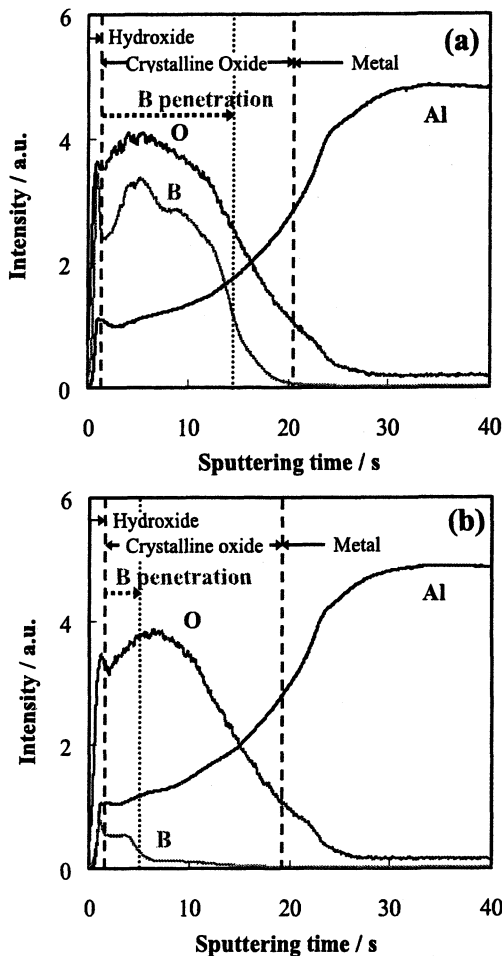 6
(a)
Hydroxide
Crystalline Oxide
Metal
B penetration
O
Al
4
B
Intensity / a.u.
2
0
0 10 20 30 40
Sputtering time / s
6
(b)
Hydroxide
Crystalline oxide
Metal
B penetration
Al
O
4
Intensity / a.u.
2
B
0
0 10 20 30 40
Sputtering time / s